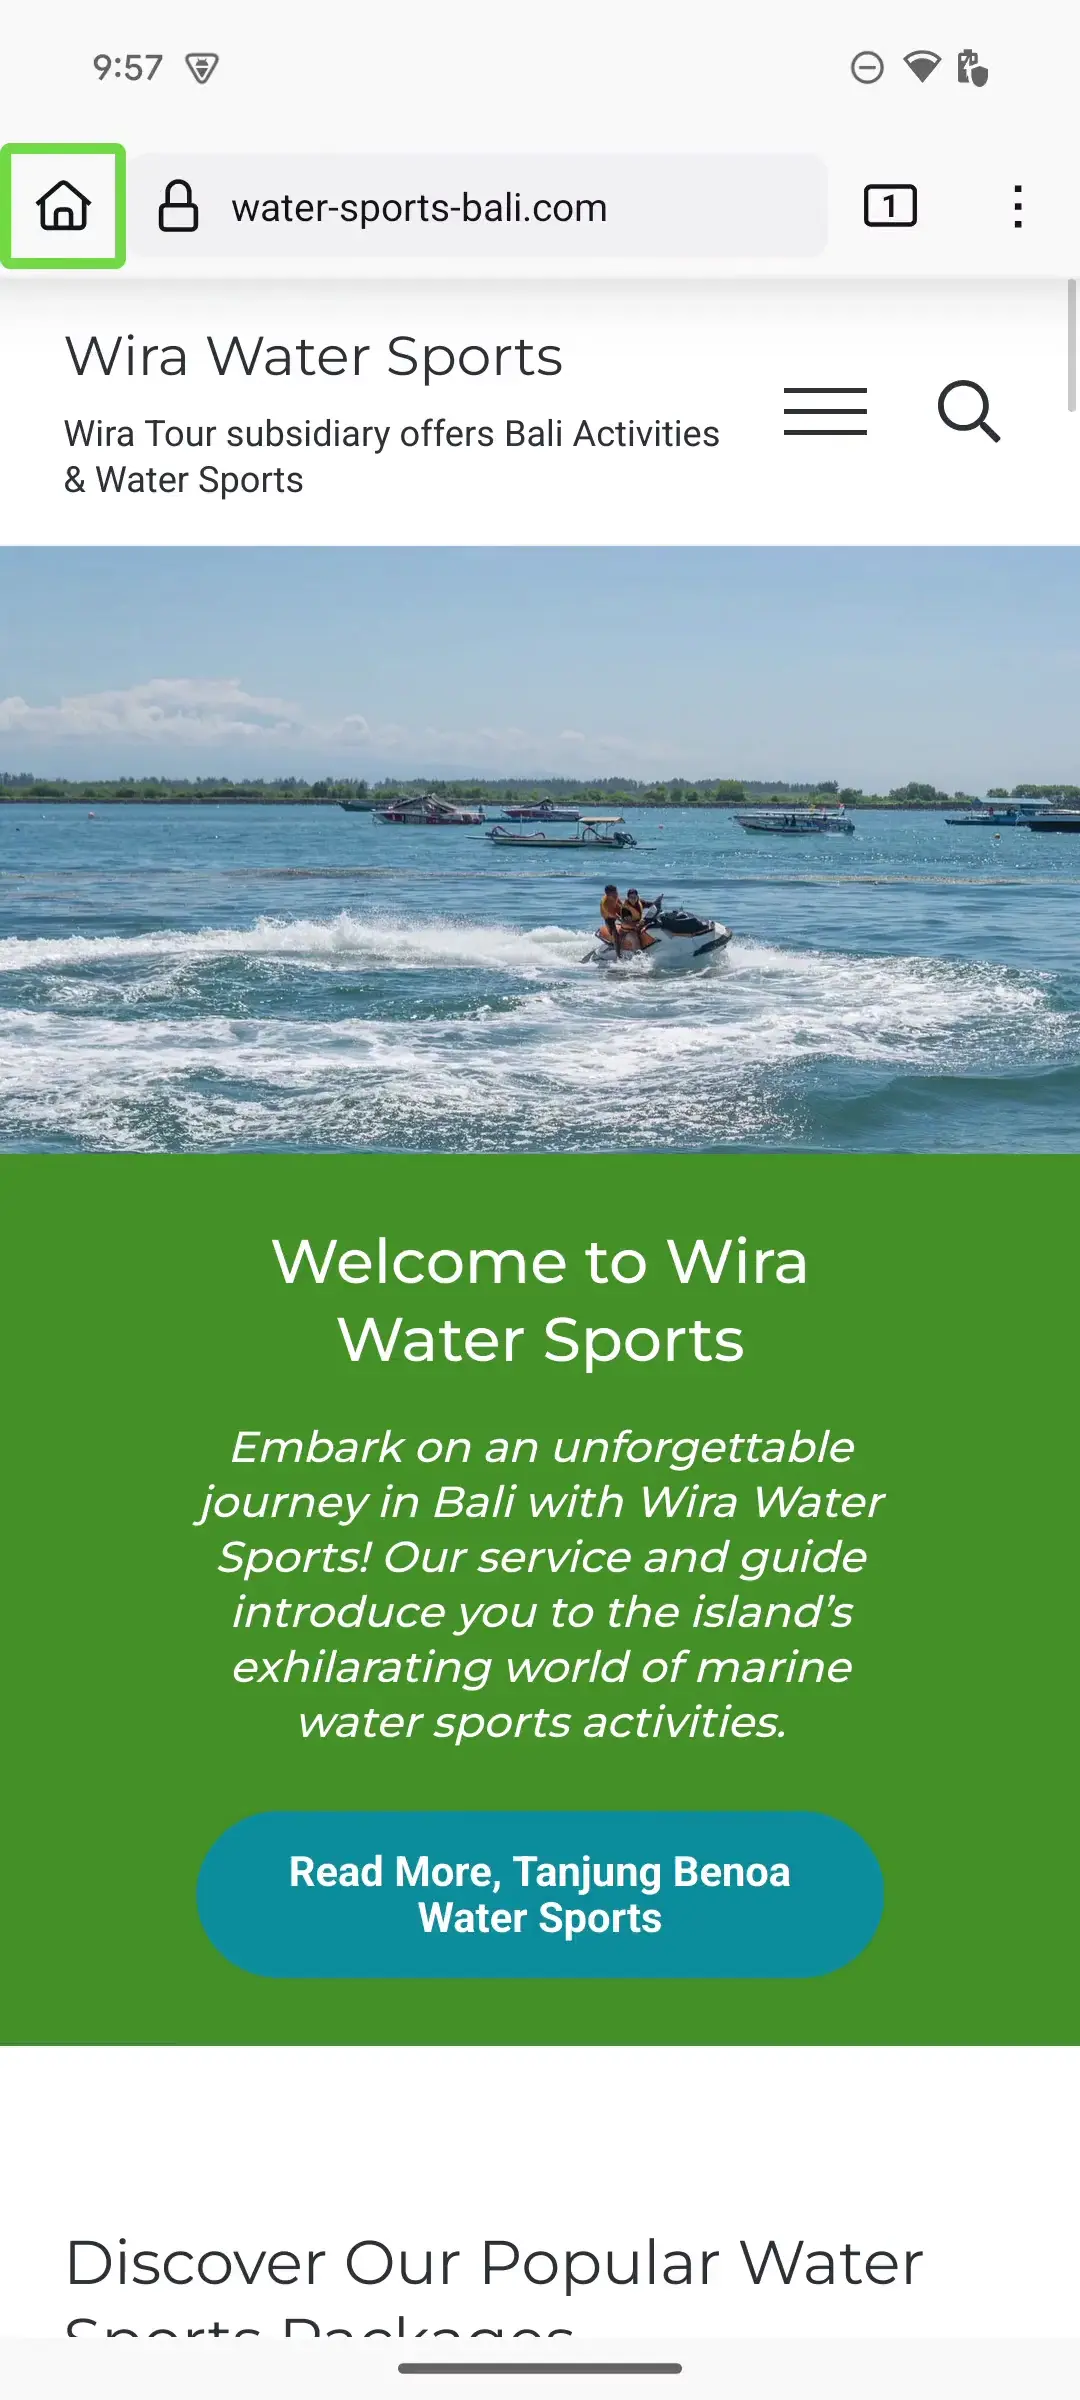 9:57
water-sports-bali.com
1
Wira Water Sports
Wira Tour subsidiary offers Bali Activities
& Water Sports
Welcome to Wira
Water Sports
Embark on an unforgettable
journey in Bali with Wira Water
Sports! Our service and guide
introduce you to the island’s
exhilarating world of marine
water sports activities.
Read More, Tanjung Benoa
Water Sports
Discover Our Popular Water
Sports Packages